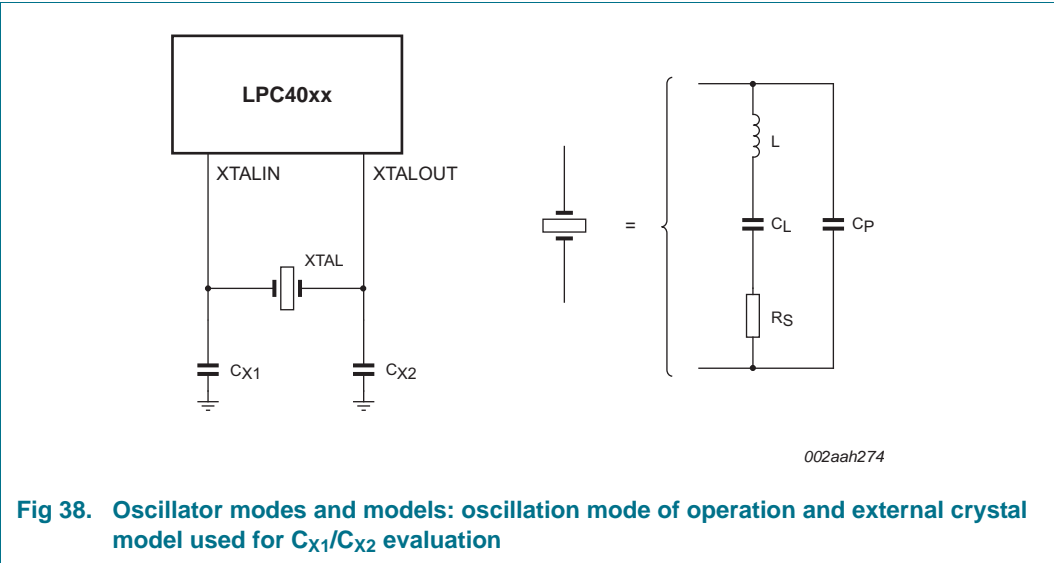 LPC40xx
XTALIN XTALOUT
XTAL
CX1 CX2
=
L
CL CP
RS
002aah274
Fig 38. Oscillator modes and models: oscillation mode of operation and external crystal
model used for CX1/CX2 evaluation